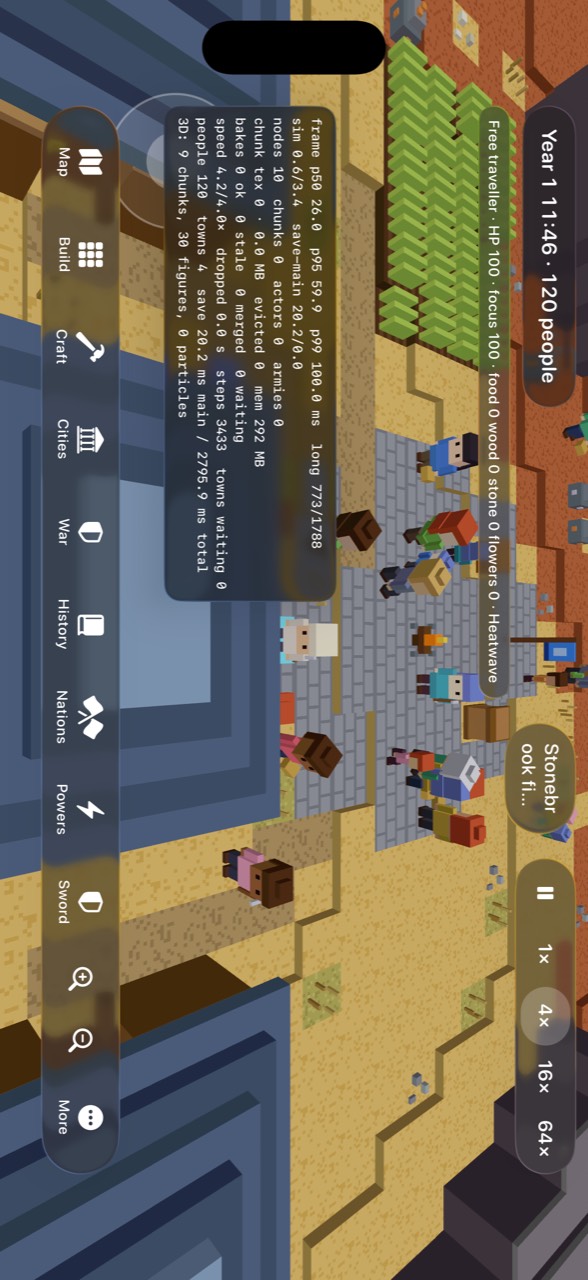 Year 1 11:46 · 120 people
Stonebr
ook fi…
1×
4×
16×
64×
Free traveller · HP 100 · focus 100 · food 0 wood 0 stone 0 flowers 0 · Heatwave
frame p50 26.0 p95 59.9 p99 100.0 ms long 773/1788
sim 0.6/3.4 save-main 20.2/0.0
nodes 10 chunks 0 actors 0 armies 0
chunk tex 0 · 0.0 MB evicted 0 mem 292 MB
bakes 0 ok 0 stale 0 merged 0 waiting
speed 4.2/4.0× dropped 0.0 s steps 3433 towns waiting 0
people 120 towns 4 save 20.2 ms main / 2795.9 ms total
3D: 9 chunks, 30 figures, 0 particles
Map
Build
Craft
Cities
War
History
Nations
Powers
Sword
More